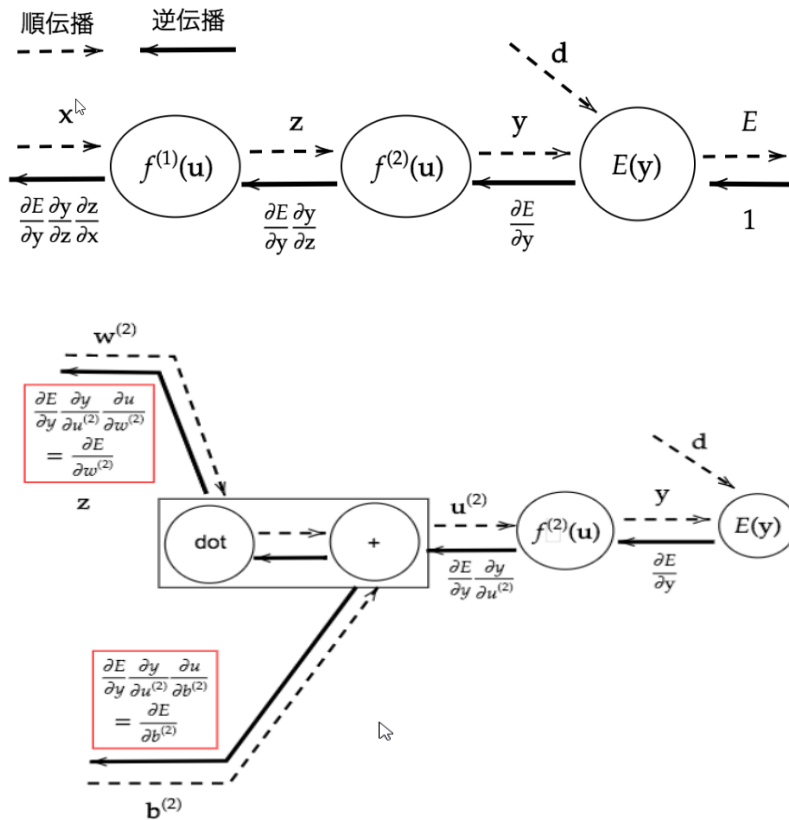 順伝播 逆伝播
d
x z y E
f⁽¹⁾(u) f⁽²⁾(u) E(y)
∂E/∂y ∂y/∂z ∂z/∂x ∂E/∂y ∂y/∂z ∂E/∂y 1
w⁽²⁾
∂E/∂y ∂y/∂u⁽²⁾ ∂u/∂w⁽²⁾
= ∂E/∂w⁽²⁾
z
d
u⁽²⁾ y
dot + f⁽²⁾(u) E(y)
∂E/∂y ∂y/∂u⁽²⁾ ∂E/∂y
∂E/∂y ∂y/∂u⁽²⁾ ∂u/∂b⁽²⁾
= ∂E/∂b⁽²⁾
b⁽²⁾